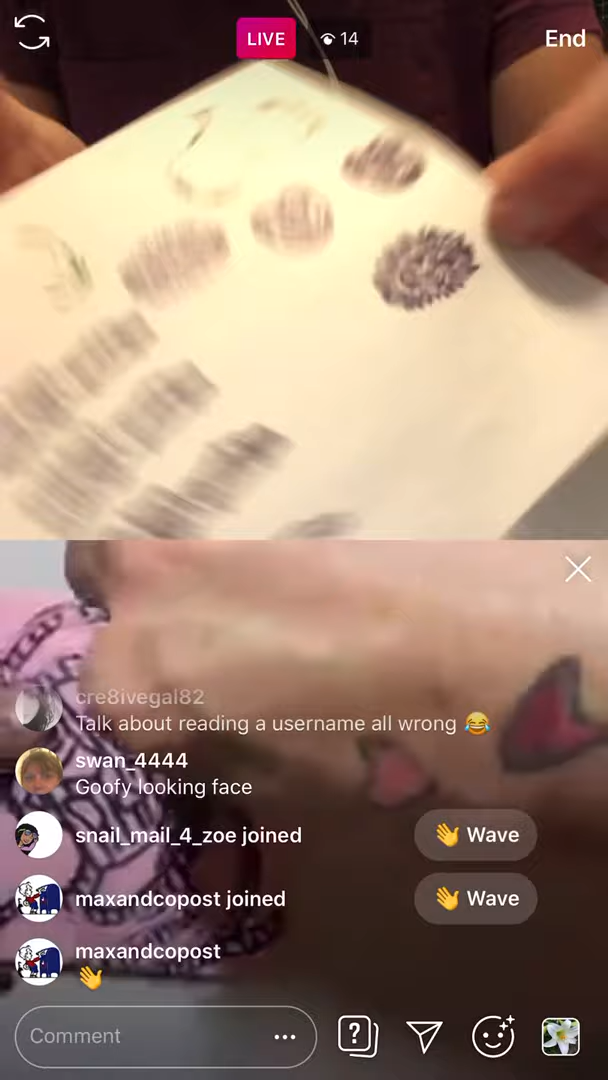 LIVE
14
End
cre8ivegal82
Talk about reading a username all wrong 😂
swan_4444
Goofy looking face
snail_mail_4_zoe joined
👋 Wave
maxandcopost joined
👋 Wave
maxandcopost
👋
Comment